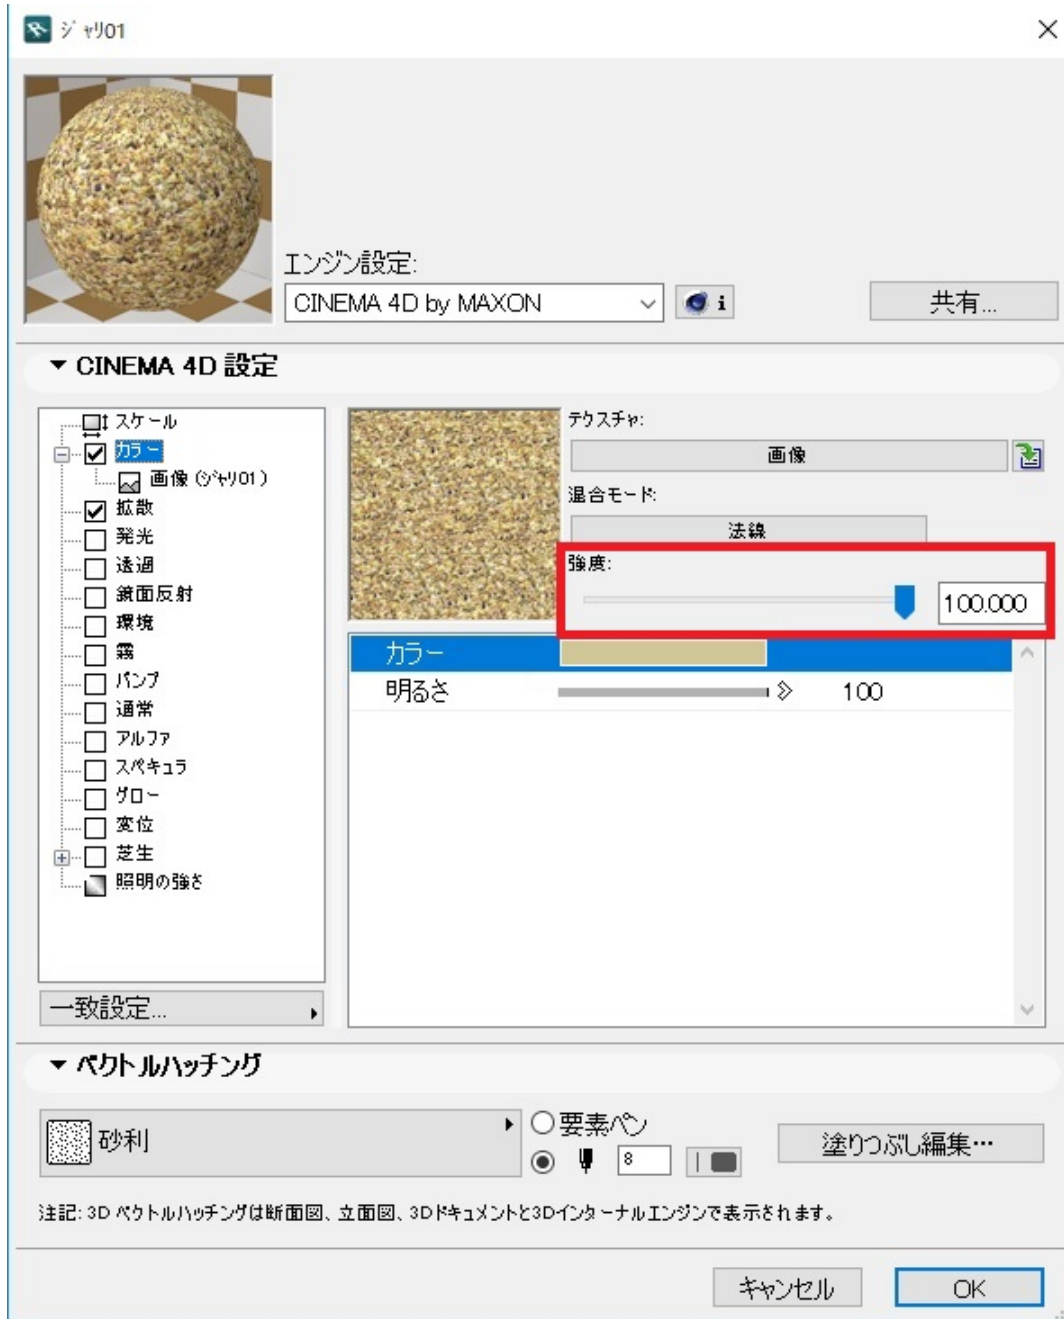 ジャリ01
エンジン設定:
CINEMA 4D by MAXON
i
共有...
CINEMA 4D 設定
スケール
カラー
画像 (ジャリ01)
拡散
発光
透過
鏡面反射
環境
霧
バンプ
通常
アルファ
スペキュラ
グロー
変位
芝生
照明の強さ
一致設定...
テクスチャ:
画像
混合モード:
法線
強度:
100.000
カラー
明るさ 100
ベクトルハッチング
砂利
要素ペン
8
塗りつぶし編集...
注記: 3D ベクトルハッチングは断面図、立面図、3Dドキュメントと3Dインターナルエンジンで表示されます。
キャンセル
OK